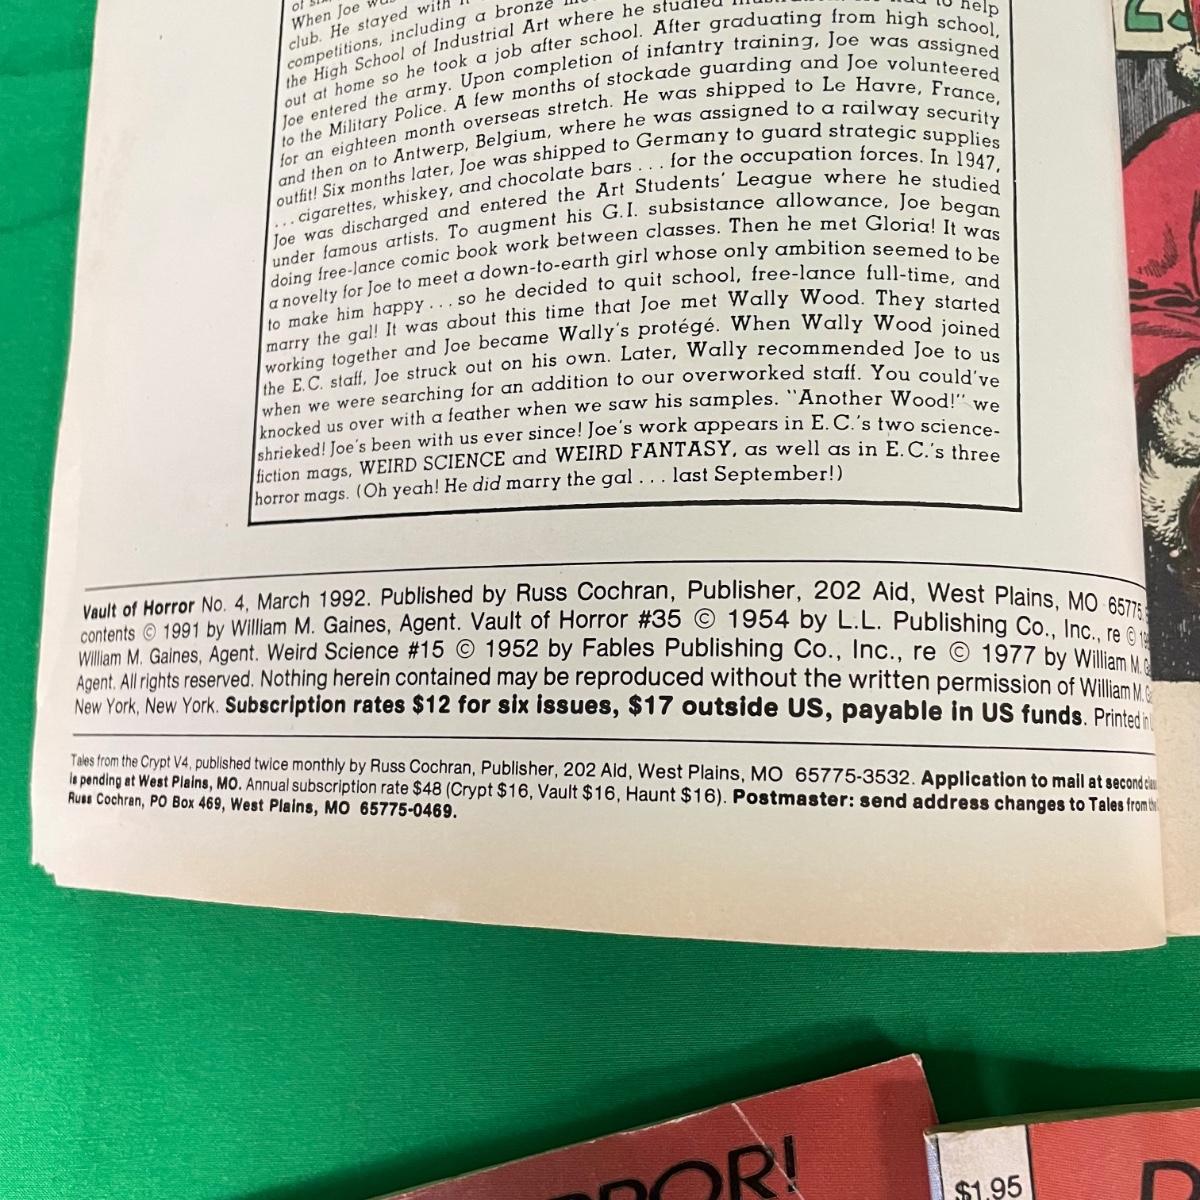 When Joe
club. He stayed with
competitions, including a bronze
to help
the High School of Industrial Art where he studied
out at home so he took a job after school. After graduating from high school,
Joe entered the army. Upon completion of infantry training, Joe was assigned
to the Military Police. A few months of stockade guarding and Joe volunteered
for an eighteen month overseas stretch. He was shipped to Le Havre, France,
and then on to Antwerp, Belgium, where he was assigned to a railway security
outfit! Six months later, Joe was shipped to Germany to guard strategic supplies
... cigarettes, whiskey, and chocolate bars ... for the occupation forces. In 1947,
Joe was discharged and entered the Art Students' League where he studied
under famous artists. To augment his G.I. subsistance allowance, Joe began
doing free-lance comic book work between classes. Then he met Gloria! It was
a novelty for Joe to meet a down-to-earth girl whose only ambition seemed to be
to make him happy ... so he decided to quit school, free-lance full-time, and
marry the gal! It was about this time that Joe met Wally Wood. They started
working together and Joe became Wally's protégé. When Wally Wood joined
the E.C. staff, Joe struck out on his own. Later, Wally recommended Joe to us
when we were searching for an addition to our overworked staff. You could've
knocked us over with a feather when we saw his samples. "Another Wood!" we
shrieked! Joe's been with us ever since! Joe's work appears in E.C.'s two science-
fiction mags, WEIRD SCIENCE and WEIRD FANTASY, as well as in E.C.'s three
horror mags. (Oh yeah! He did marry the gal ... last September!)
Vault of Horror No. 4, March 1992. Published by Russ Cochran, Publisher, 202 Aid, West Plains, MO 65775
contents © 1991 by William M. Gaines, Agent. Vault of Horror #35 © 1954 by L.L. Publishing Co., Inc., re ©
William M. Gaines, Agent. Weird Science #15 © 1952 by Fables Publishing Co., Inc., re © 1977 by William M.
Agent. All rights reserved. Nothing herein contained may be reproduced without the written permission of William M.
New York, New York. Subscription rates $12 for six issues, $17 outside US, payable in US funds. Printed in
Tales from the Crypt V4, published twice monthly by Russ Cochran, Publisher, 202 Aid, West Plains, MO 65775-3532. Application to mail at second
is pending at West Plains, MO. Annual subscription rate $48 (Crypt $16, Vault $16, Haunt $16). Postmaster: send address changes to Tales from the
Russ Cochran, PO Box 469, West Plains, MO 65775-0469.
$1.95